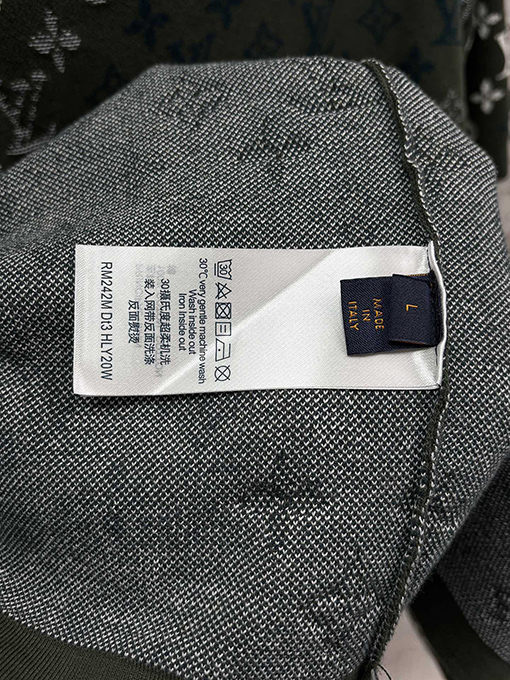 30°C very gentle machine wash
Wash inside out
Iron Inside out
30摄氏度超柔机洗
装入网带反面洗涤
反面熨烫
RM242M D13 HLY20W
MADE
IN
ITALY
L